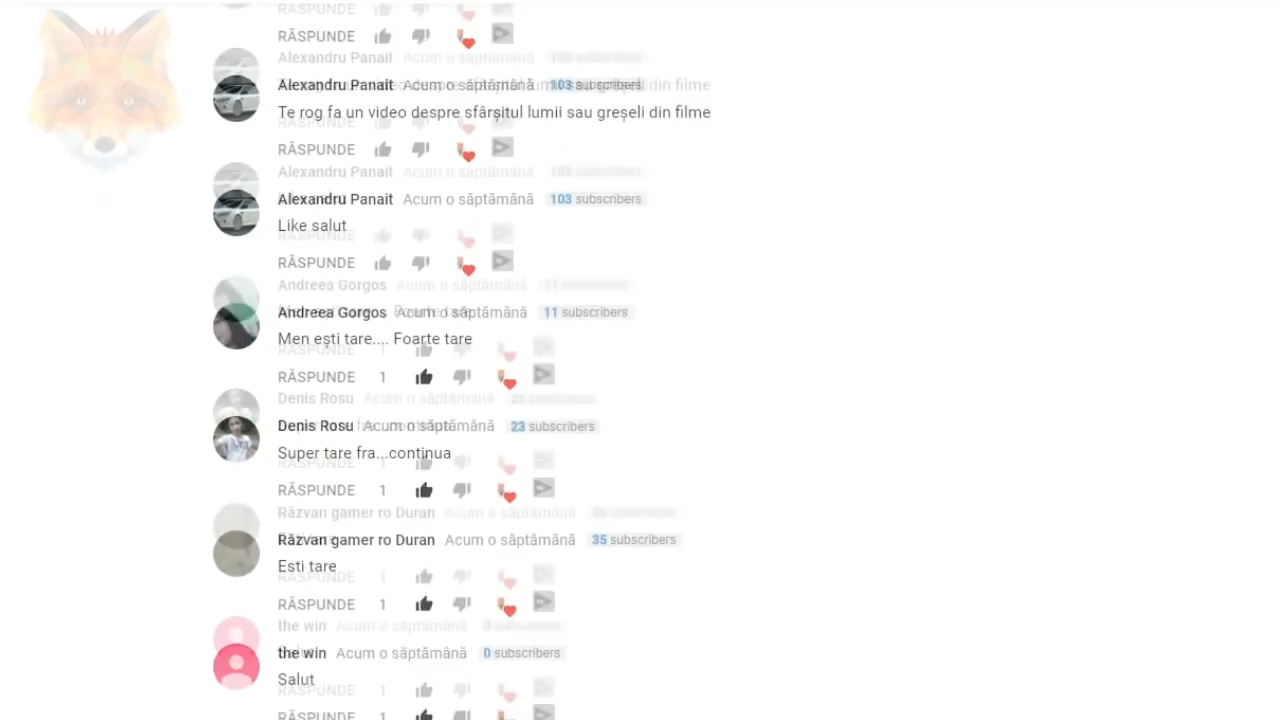 RĂSPUNDE
Alexandru Panait Acum o săptămână 103 subscribers
Te rog fa un video despre sfârșitul lumii sau greșeli din filme
RĂSPUNDE
Alexandru Panait Acum o săptămână 103 subscribers
Like salut
RĂSPUNDE
Andreea Gorgos Acum o săptămână 11 subscribers
Men ești tare.... Foarte tare
RĂSPUNDE 1
Denis Rosu Acum o săptămână 23 subscribers
Super tare fra...continua
RĂSPUNDE 1
Răzvan gamer ro Duran Acum o săptămână 35 subscribers
Esti tare
RĂSPUNDE 1
the win Acum o săptămână 0 subscribers
Salut
RĂSPUNDE 1